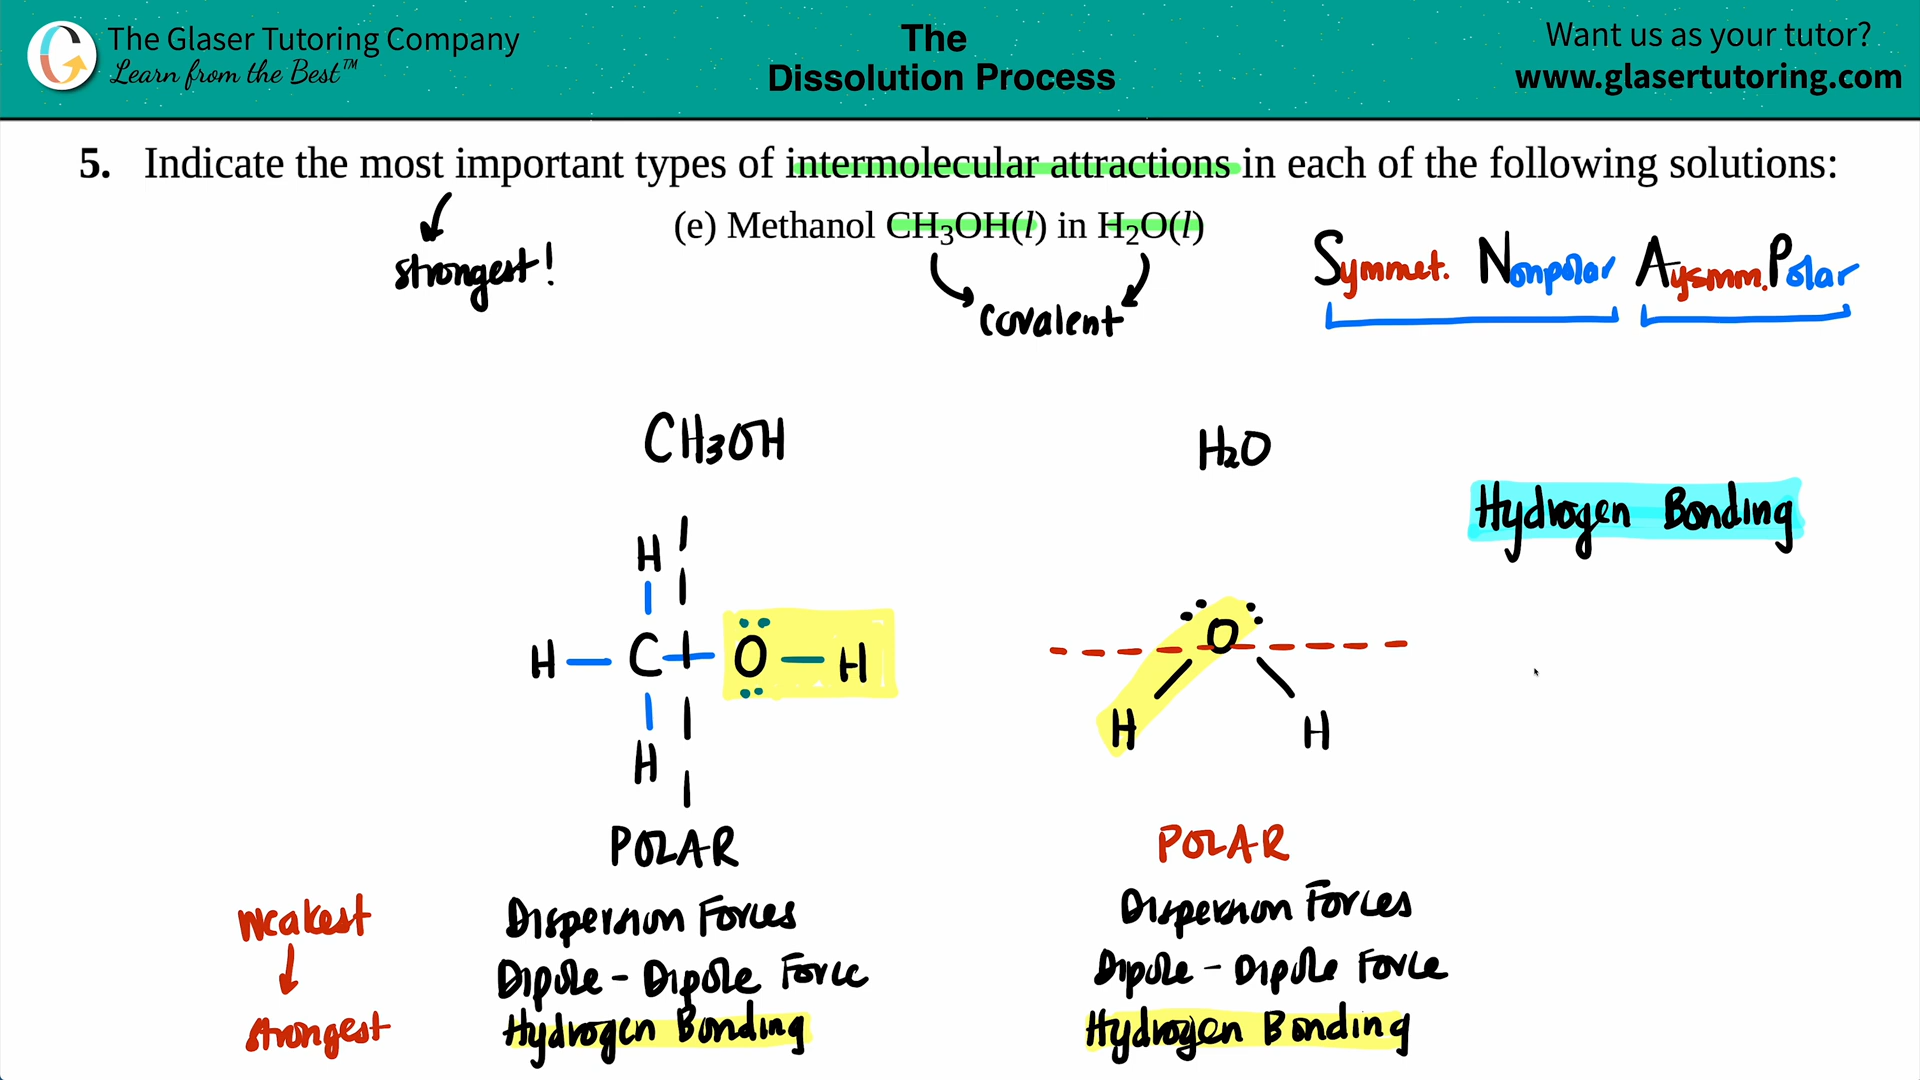 The Glaser Tutoring Company
Learn from the Best™
The
Dissolution Process
Want us as your tutor?
www.glasertutoring.com
5. Indicate the most important types of intermolecular attractions in each of the following solutions:
(e) Methanol CH₃OH(l) in H₂O(l)
strongest!
Covalent
Symmet. Nonpolar Aysmm. Polar
CH₃OH
H₂O
Hydrogen Bonding
H
H C O H
H
O
H H
POLAR
POLAR
Weakest
strongest
Dispersion Forces
Dipole - Dipole Force
Hydrogen Bonding
Dispersion Forces
Dipole - Dipole Force
Hydrogen Bonding